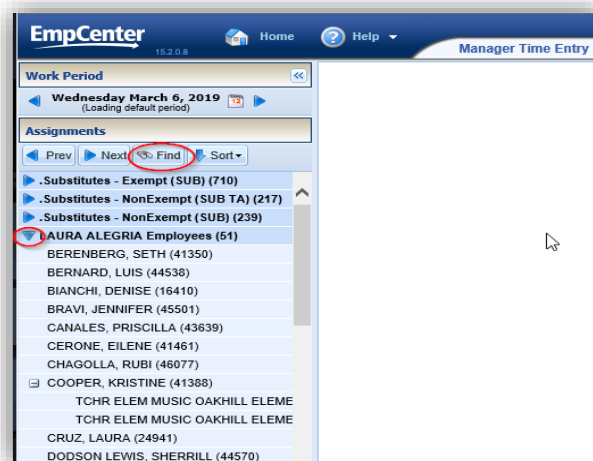 EmpCenter
15.2.0.8
Home
Help
Manager Time Entry
Work Period
Wednesday March 6, 2019
12
(Loading default period)
Assignments
Prev Next Find Sort
.Substitutes - Exempt (SUB) (710)
.Substitutes - NonExempt (SUB TA) (217)
.Substitutes - NonExempt (SUB) (239)
LAURA ALEGRIA Employees (51)
BERENBERG, SETH (41350)
BERNARD, LUIS (44538)
BIANCHI, DENISE (16410)
BRAVI, JENNIFER (45501)
CANALES, PRISCILLA (43639)
CERONE, EILENE (41461)
CHAGOLLA, RUBI (46077)
COOPER, KRISTINE (41388)
TCHR ELEM MUSIC OAKHILL ELEME
TCHR ELEM MUSIC OAKHILL ELEME
CRUZ, LAURA (24941)
DODSON LEWIS, SHERRILL (44570)